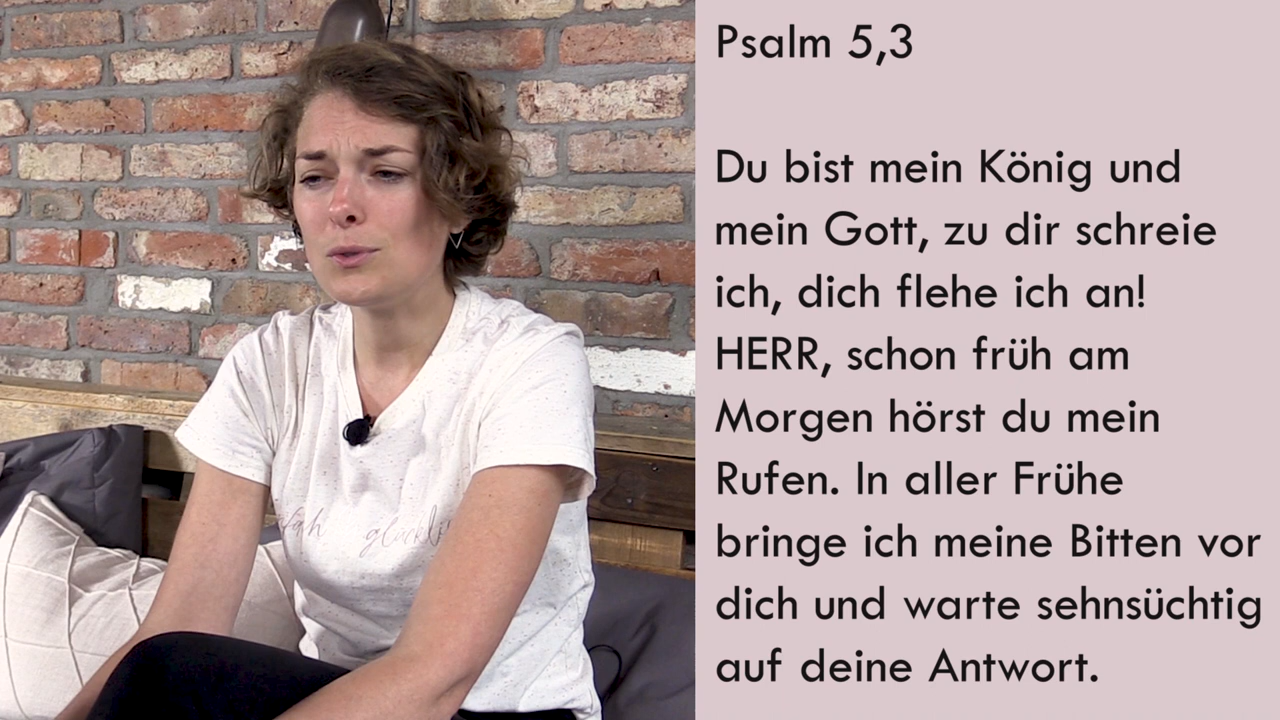 Psalm 5,3
Du bist mein König und
mein Gott, zu dir schreie
ich, dich flehe ich an!
HERR, schon früh am
Morgen hörst du mein
Rufen. In aller Frühe
bringe ich meine Bitten vor
dich und warte sehnsüchtig
auf deine Antwort.